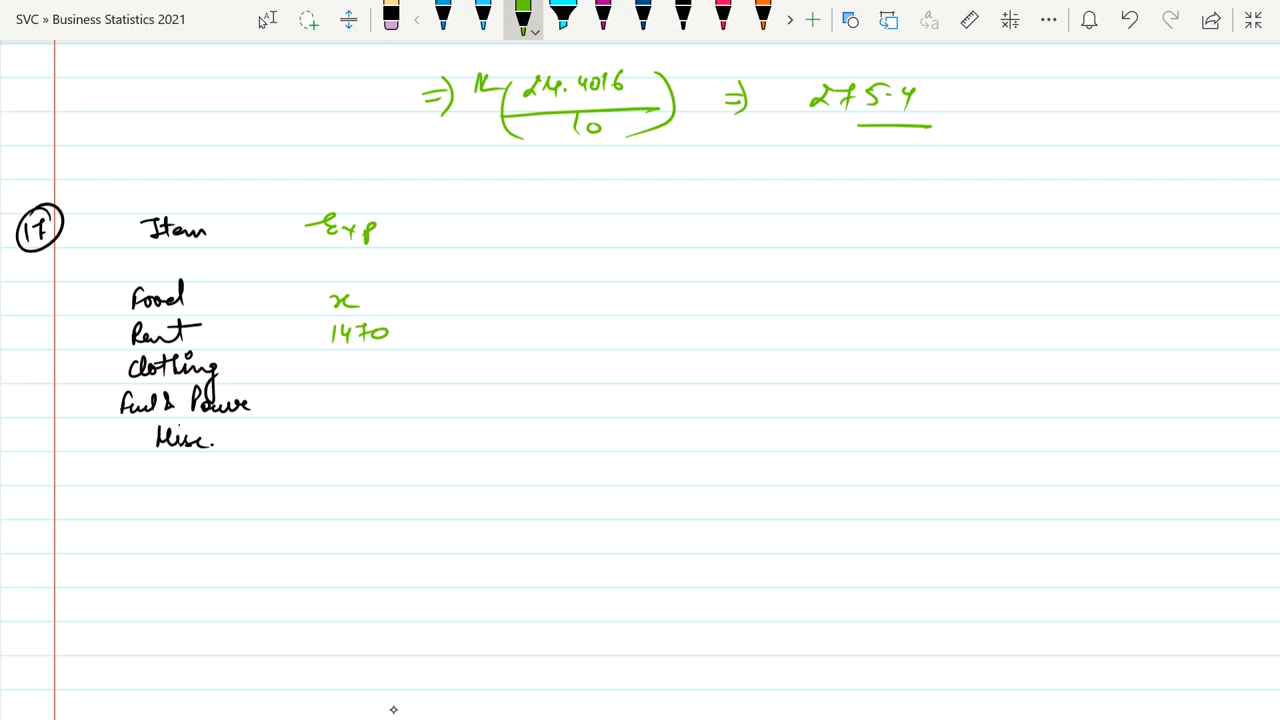 SVC » Business Statistics 2021
=) AL (24.4016/10) =) 275.4
17 Item Exp
Food x
Rent 1470
Clothing
Fuel & Power
Misc.